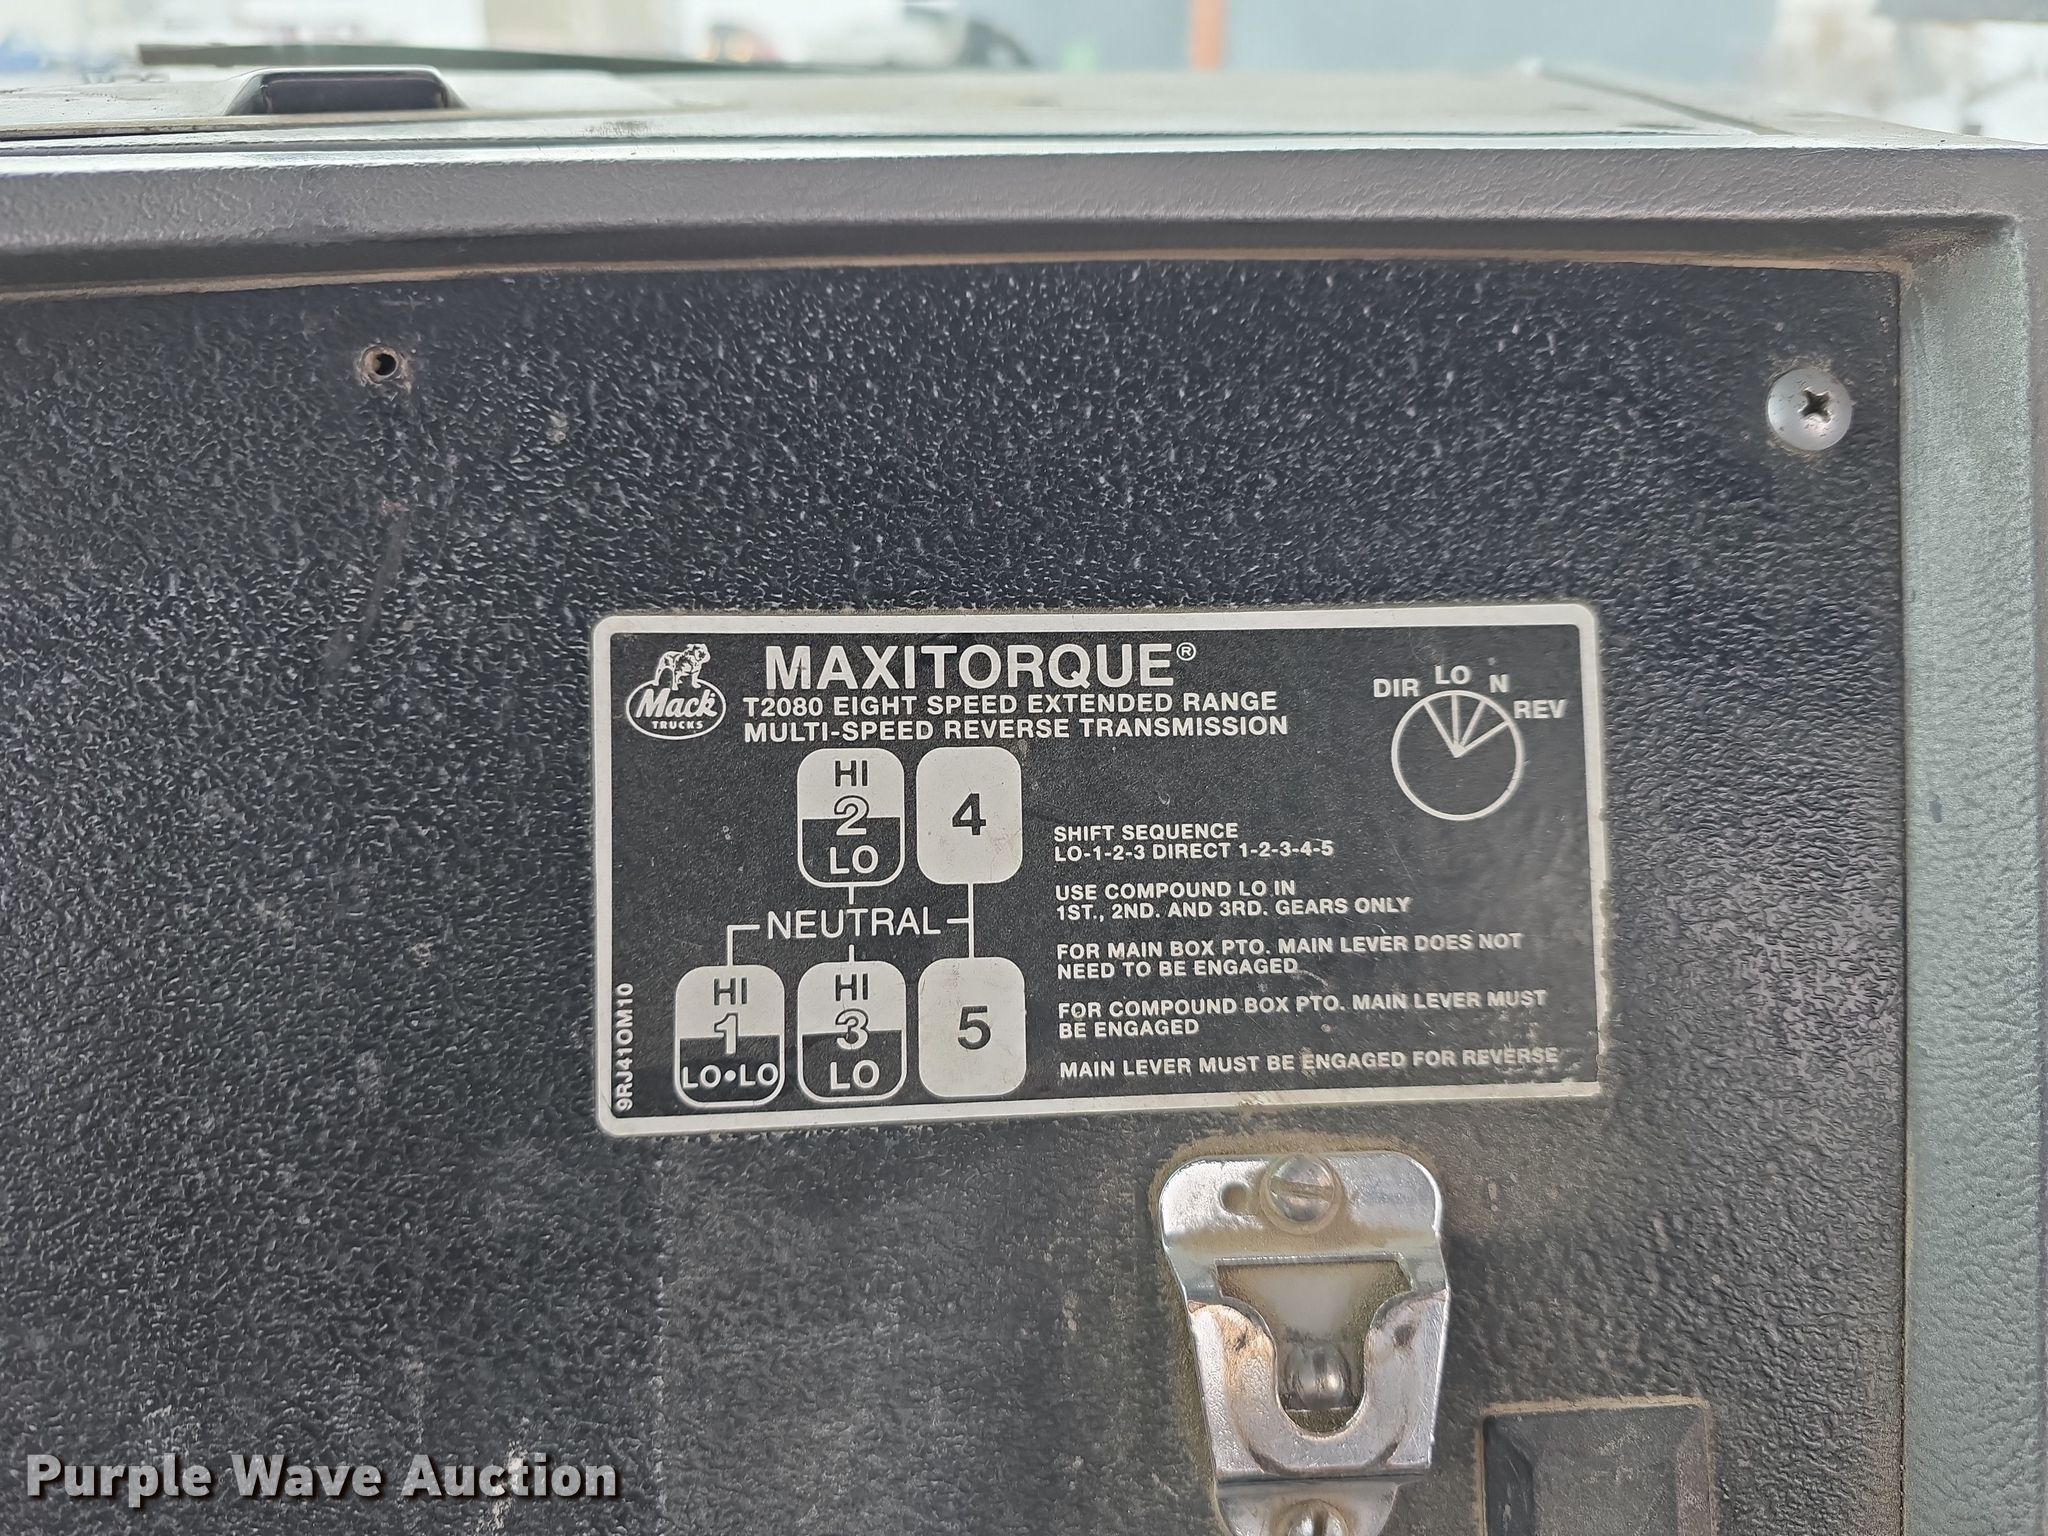 Mack
TRUCKS
MAXITORQUE®
T2080 EIGHT SPEED EXTENDED RANGE
MULTI-SPEED REVERSE TRANSMISSION
DIR LO N REV
HI
2
LO
4
NEUTRAL
HI
1
LO•LO
HI
3
LO
5
SHIFT SEQUENCE
LO-1-2-3 DIRECT 1-2-3-4-5
USE COMPOUND LO IN
1ST., 2ND. AND 3RD. GEARS ONLY
FOR MAIN BOX PTO. MAIN LEVER DOES NOT
NEED TO BE ENGAGED
FOR COMPOUND BOX PTO. MAIN LEVER MUST
BE ENGAGED
MAIN LEVER MUST BE ENGAGED FOR REVERSE
9RJ41OM10
Purple Wave Auction